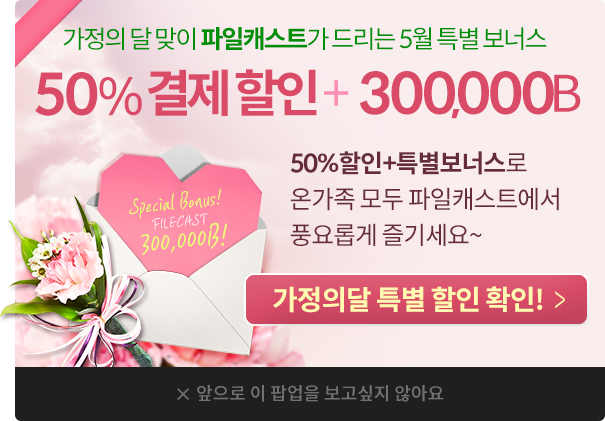 가정의 달 맞이 파일캐스트가 드리는 5월 특별 보너스
50% 결제 할인 + 300,000B
Special Bonus!
FILECAST
300,000B!
50%할인+특별보너스로
온가족 모두 파일캐스트에서
풍요롭게 즐기세요~
가정의달 특별 할인 확인! >
× 앞으로 이 팝업을 보고싶지 않아요